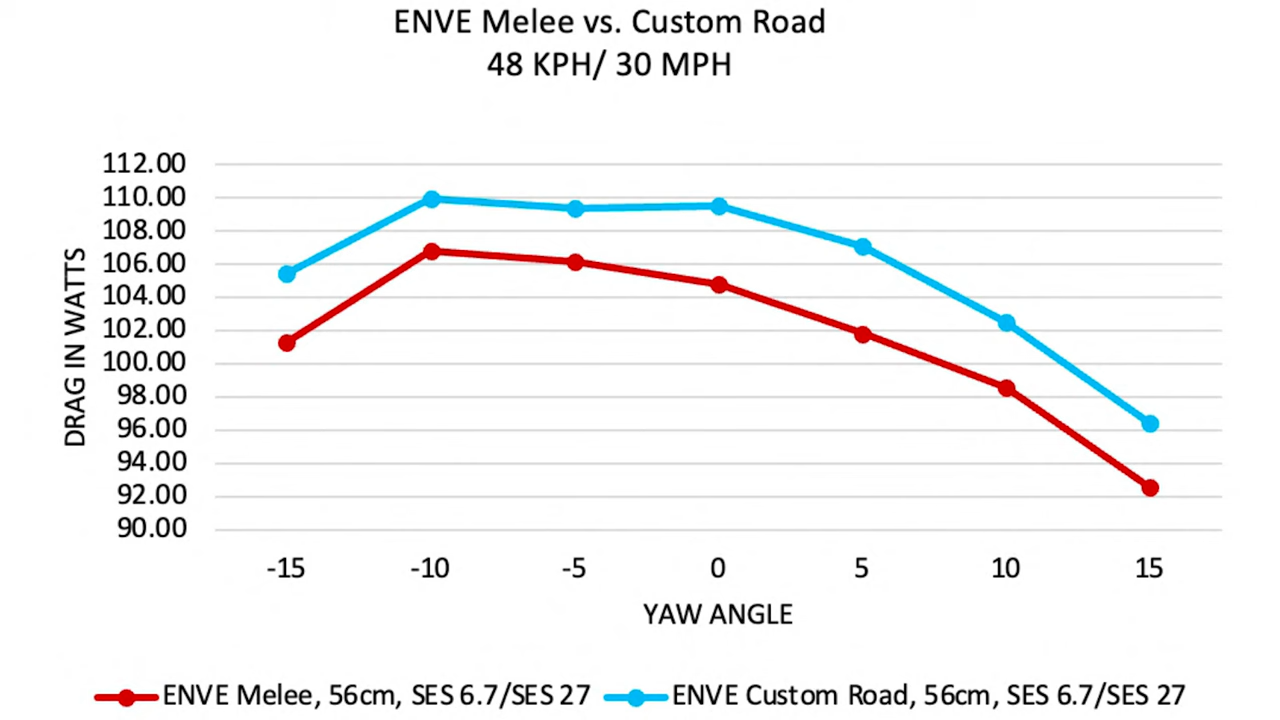 ENVE Melee vs. Custom Road
48 KPH/ 30 MPH
112.00
110.00
108.00
106.00
104.00
102.00
100.00
98.00
96.00
94.00
92.00
90.00
DRAG IN WATTS
-15 -10 -5 0 5 10 15
YAW ANGLE
ENVE Melee, 56cm, SES 6.7/SES 27 ENVE Custom Road, 56cm, SES 6.7/SES 27